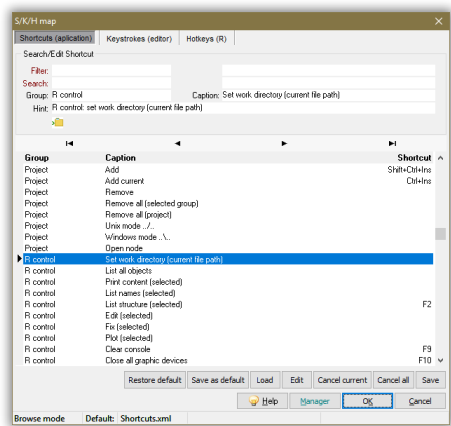 S/K/H map
Shortcuts (aplication) Keystrokes (editor) Hotkeys (R)
Search/Edit Shortcut
Filter:
Search:
Group: R control Caption: Set work directory (current file path)
Hint: R control: set work directory (current file path)
Group Caption Shortcut
Project Add Shift+Ctrl+Ins
Project Add current Ctrl+Ins
Project Remove
Project Remove all (selected group)
Project Remove all (project)
Project Unix mode ../..
Project Windows mode ..\..
Project Open node
R control Set work directory (current file path)
R control List all objects
R control Print content (selected)
R control List names (selected)
R control List structure (selected) F2
R control Edit (selected)
R control Fix (selected)
R control Plot (selected)
R control Clear console F9
R control Close all graphic devices F10
Restore default Save as default Load Edit Cancel current Cancel all Save
Help Manager OK Cancel
Browse mode Default: Shortcuts.xml